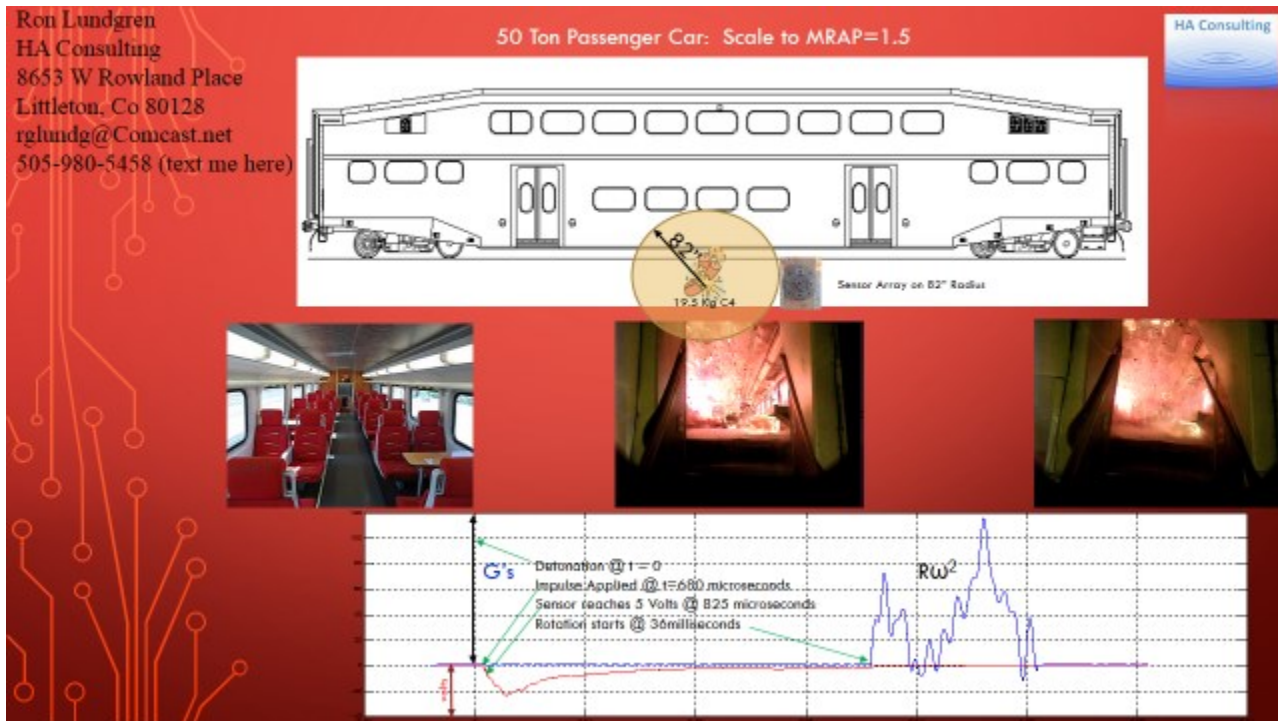 Ron Lundgren
HA Consulting
8653 W Rowland Place
Littleton, Co 80128
rglundg@Comcast.net
505-980-5458 (text me here)
50 Ton Passenger Car: Scale to MRAP=1.5
HA Consulting
82"
19.5 Kg C4
Sensor Array on 82" Radius
G's
Detonation @ t = 0
Impulse Applied @ t=680 microseconds
Sensor reaches 5 Volts @ 825 microseconds
Rotation starts @ 36milliseconds
Rω²